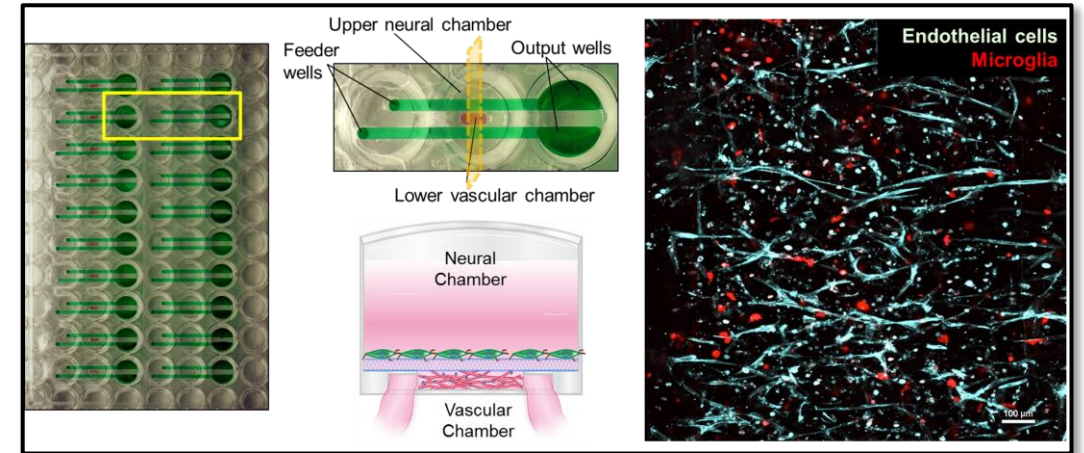 Upper neural chamber
Feeder
wells
Output wells
Lower vascular chamber
Neural
Chamber
Vascular
Chamber
Endothelial cells
Microglia
100 µm